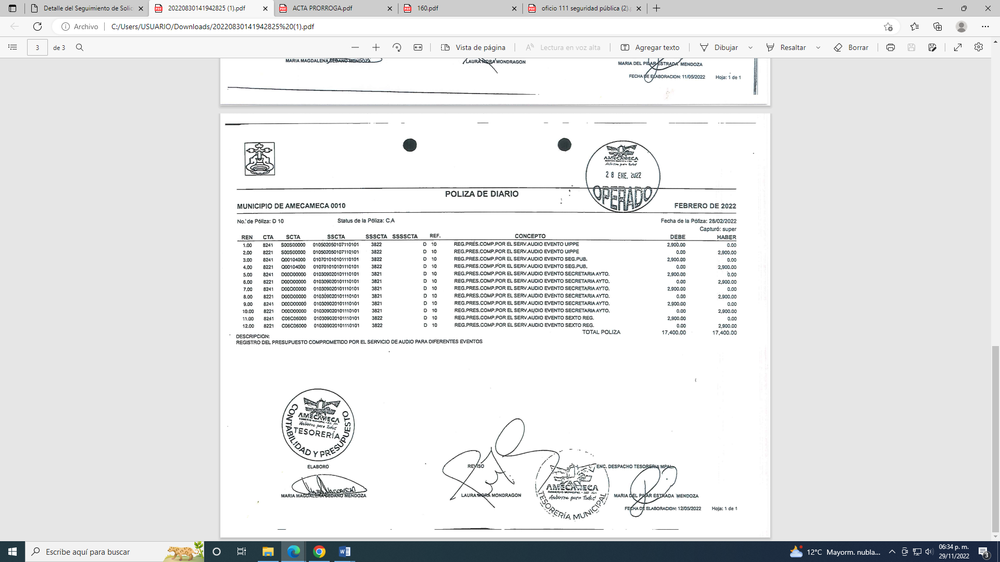 Detalle del Seguimiento de Solic
20220830141942825 (1).pdf
ACTA PRORROGA.pdf
160.pdf
oficio 111 seguridad pública (2).p
Archivo
C:/Users/USUARIO/Downloads/20220830141942825%20(1).pdf
3 de 3
Vista de página
Lectura en voz alta
Agregar texto
Dibujar
Resaltar
Borrar
MARIA MAGDALENA SEDANO MENDOZA
LAURA MORA MONDRAGON
MARIA DEL PILAR ESTRADA MENDOZA
FECHA DE ELABORACION: 11/05/2022 Hoja: 1 de 1
AMECAMECA
28 ENE. 2022
OPERADO
POLIZA DE DIARIO
MUNICIPIO DE AMECAMECA 0010
FEBRERO DE 2022
No. de Póliza: D 10
Status de la Póliza: C.A
Fecha de la Póliza: 28/02/2022
Capturó: super
REN CTA SCTA SSCTA SSSCTA SSSSCTA REF. CONCEPTO DEBE HABER
1.00 8241 S00S00000 010502050107110101 3822 D 10 REG.PRES.COMP.POR EL SERV.AUDIO EVENTO UIPPE 2,900.00 0.00
2.00 8221 S00S00000 010502050107110101 3822 D 10 REG.PRES.COMP.POR EL SERV.AUDIO EVENTO UIPPE 0.00 2,900.00
3.00 8241 Q00104000 010701010101110101 3822 D 10 REG.PRES.COMP.POR EL SERV.AUDIO EVENTO SEG.PUB. 2,900.00 0.00
4.00 8221 Q00104000 010701010101110101 3822 D 10 REG.PRES.COMP.POR EL SERV.AUDIO EVENTO SEG.PUB. 0.00 2,900.00
5.00 8241 D00D00000 010309020101110101 3821 D 10 REG.PRES.COMP.POR EL SERV.AUDIO EVENTO SECRETARIA AYTO. 2,900.00 0.00
6.00 8221 D00D00000 010309020101110101 3821 D 10 REG.PRES.COMP.POR EL SERV.AUDIO EVENTO SECRETARIA AYTO. 0.00 2,900.00
7.00 8241 D00D00000 010309020101110101 3821 D 10 REG.PRES.COMP.POR EL SERV.AUDIO EVENTO SECRETARIA AYTO. 2,900.00 0.00
8.00 8221 D00D00000 010309020101110101 3821 D 10 REG.PRES.COMP.POR EL SERV.AUDIO EVENTO SECRETARIA AYTO. 0.00 2,900.00
9.00 8241 D00D00000 010309020101110101 3821 D 10 REG.PRES.COMP.POR EL SERV.AUDIO EVENTO SECRETARIA AYTO. 2,900.00 0.00
10.00 8221 D00D00000 010309020101110101 3821 D 10 REG.PRES.COMP.POR EL SERV.AUDIO EVENTO SECRETARIA AYTO. 0.00 2,900.00
11.00 8241 C06C06000 010309020101110101 3822 D 10 REG.PRES.COMP.POR EL SERV.AUDIO EVENTO SEXTO REG. 2,900.00 0.00
12.00 8221 C06C06000 010309020101110101 3822 D 10 REG.PRES.COMP.POR EL SERV.AUDIO EVENTO SEXTO REG. 0.00 2,900.00
TOTAL POLIZA 17,400.00 17,400.00
DESCRIPCION:
REGISTRO DEL PRESUPUESTO COMPROMETIDO POR EL SERVICIO DE AUDIO PARA DIFERENTES EVENTOS
AMECAMECA
¡Gobierno para Todos!
TESORERÍA
CONTABILIDAD Y PRESUPUESTO
ELABORÓ
MARIA MAGDALENA SEDANO MENDOZA
REVISO
LAURA MORA MONDRAGON
AMECAMECA
¡Gobierno para Todos!
TESORERÍA MUNICIPAL
ENC. DESPACHO TESORERIA MPAL.
MARIA DEL PILAR ESTRADA MENDOZA
FECHA DE ELABORACION: 12/05/2022 Hoja: 1 de 1
Escribe aquí para buscar
12°C Mayorm. nubla...
06:34 p. m.
29/11/2022
3